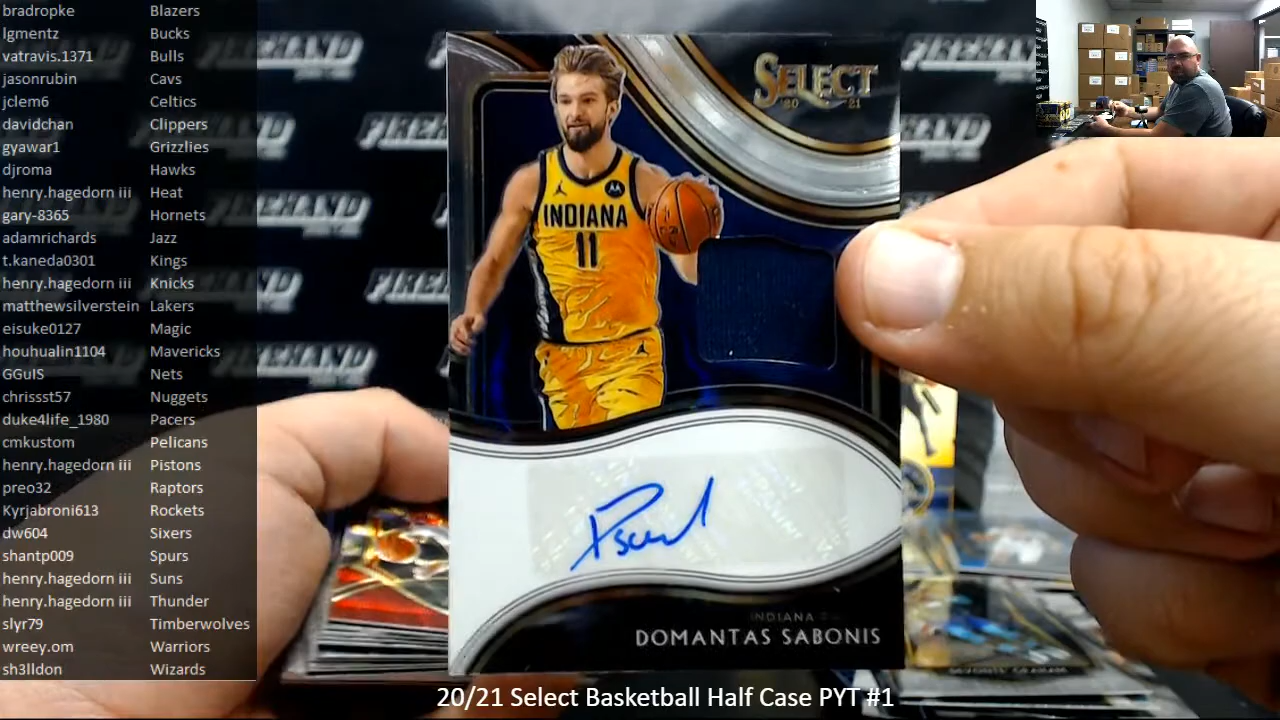 bradropke Blazers
lgmentz Bucks
vatravis.1371 Bulls
jasonrubin Cavs
jclem6 Celtics
davidchan Clippers
gyawar1 Grizzlies
djroma Hawks
henry.hagedorn iii Heat
gary-8365 Hornets
adamrichards Jazz
t.kaneda0301 Kings
henry.hagedorn iii Knicks
matthewsilverstein Lakers
eisuke0127 Magic
houhualin1104 Mavericks
GGuIS Nets
chrissst57 Nuggets
duke4life_1980 Pacers
cmkustom Pelicans
henry.hagedorn iii Pistons
preo32 Raptors
Kyrjabroni613 Rockets
dw604 Sixers
shantp009 Spurs
henry.hagedorn iii Suns
henry.hagedorn iii Thunder
slyr79 Timberwolves
wreey.om Warriors
sh3lldon Wizards
FIREHAND
SELECT
20 21
INDIANA
11
INDIANA
DOMANTAS SABONIS
20/21 Select Basketball Half Case PYT #1